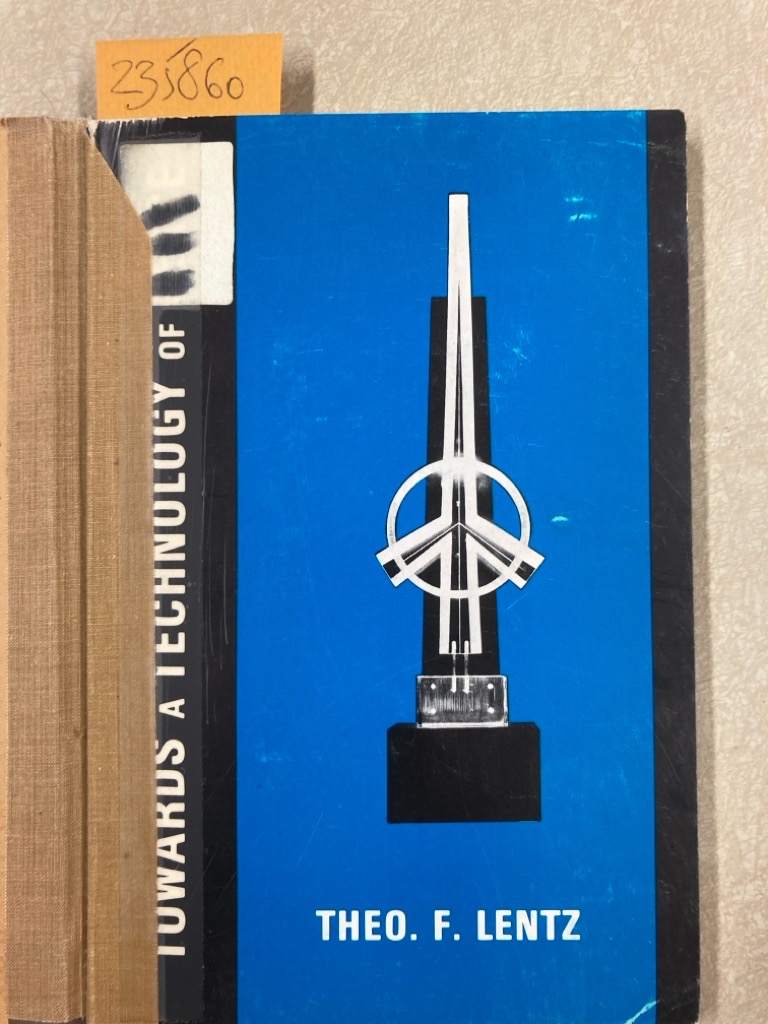 235860
TOWARDS A TECHNOLOGY OF
THEO. F. LENTZ